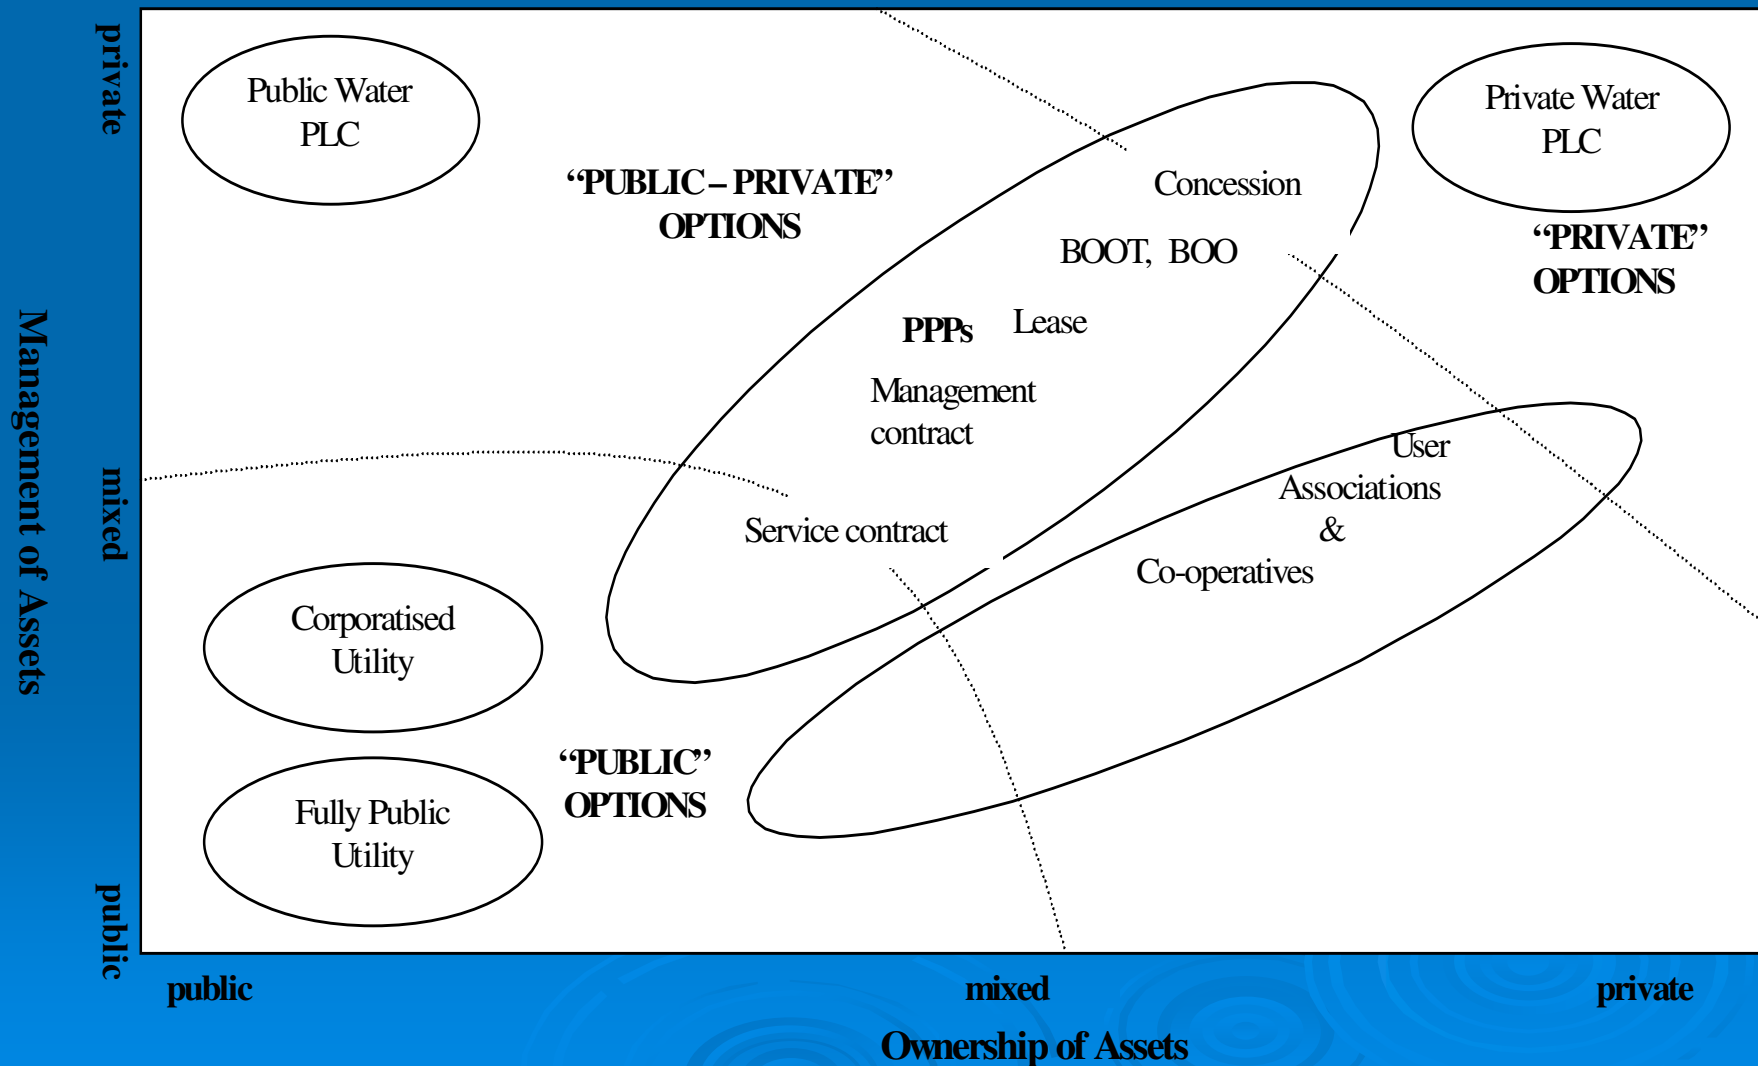 private
mixed
public
Management of Assets
Public Water
PLC
“PUBLIC – PRIVATE”
OPTIONS
Private Water
PLC
“PRIVATE”
OPTIONS
Concession
BOOT, BOO
PPPs Lease
Management
contract
Service contract
User
Associations
&
Co-operatives
Corporatised
Utility
“PUBLIC”
OPTIONS
Fully Public
Utility
public mixed private
Ownership of Assets